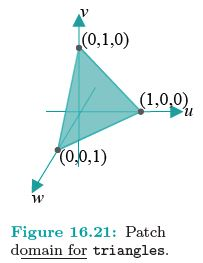 v
(0,1,0)
(1,0,0)
u
(0,0,1)
w
Figure 16.21: Patch
domain for triangles.